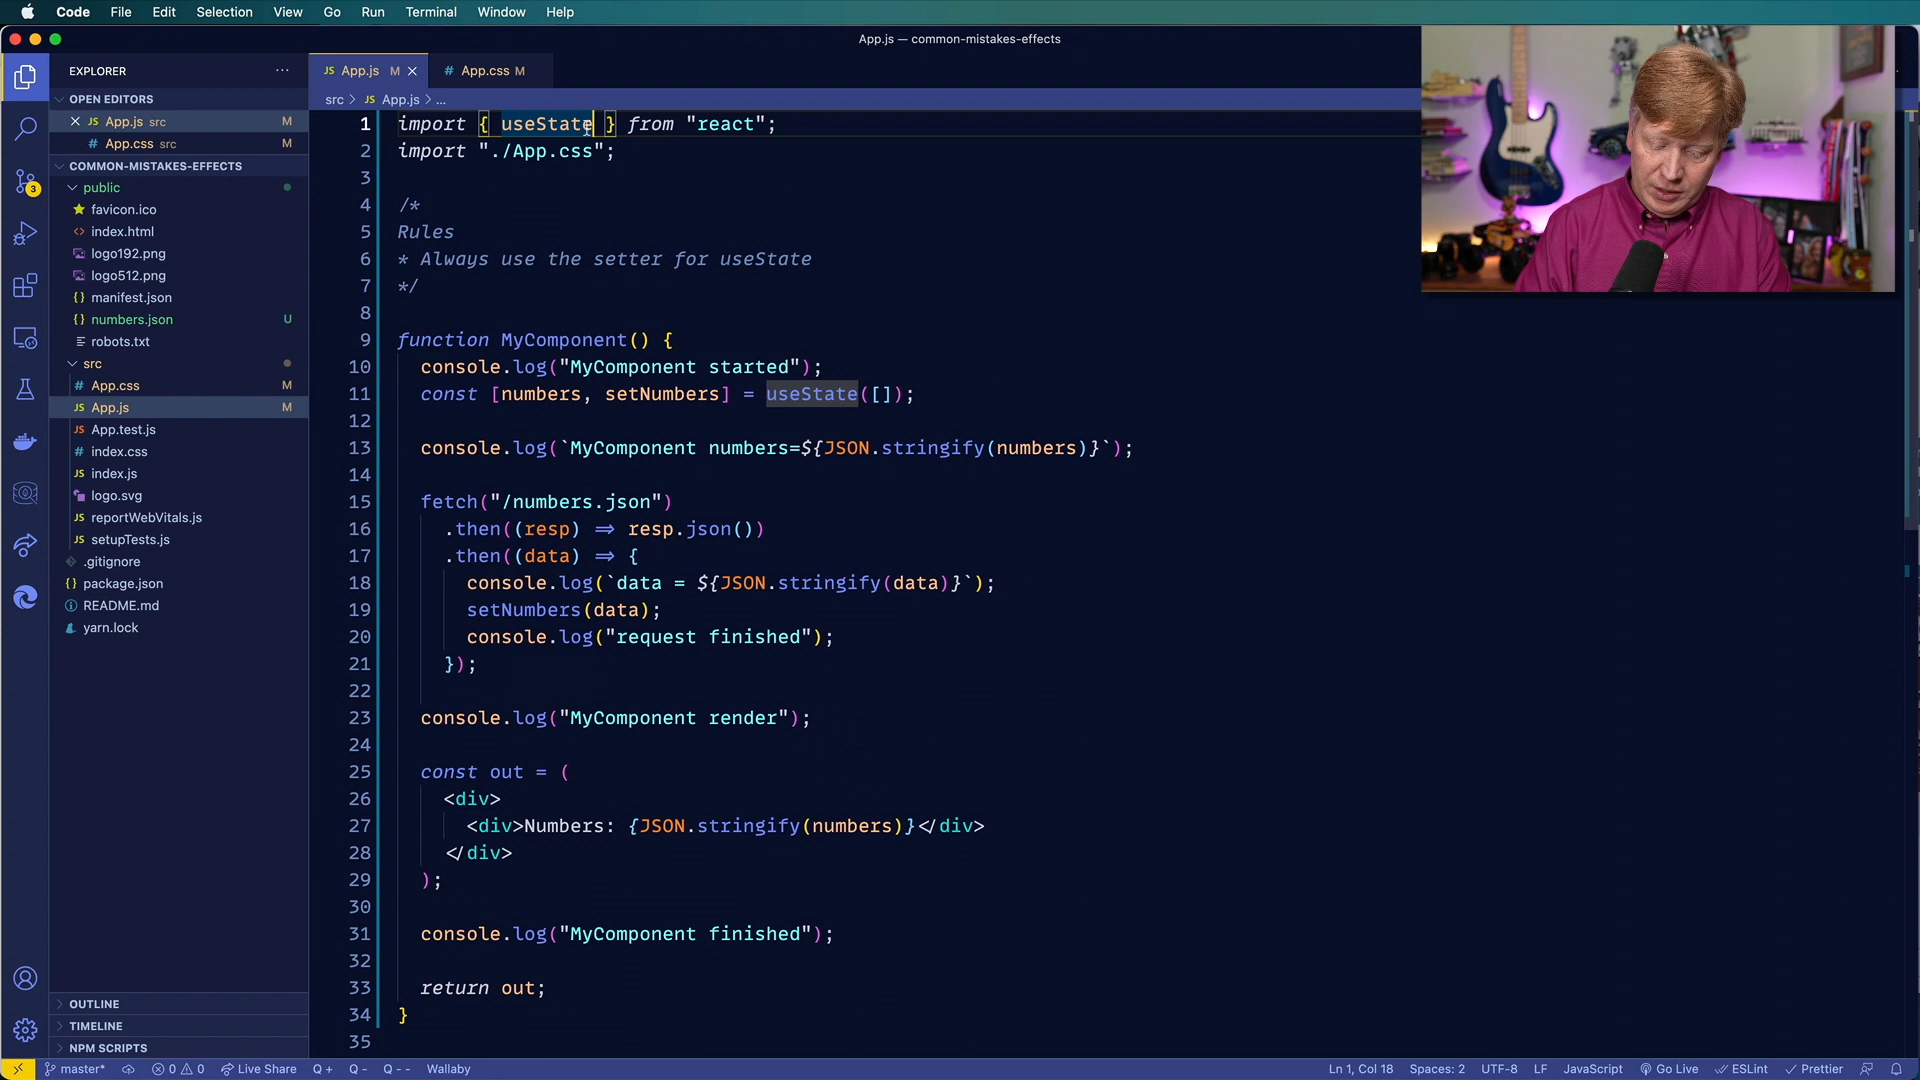 Code File Edit Selection View Go Run Terminal Window Help
App.js — common-mistakes-effects
EXPLORER ...
JS App.js M
# App.css M
src > JS App.js > ...
OPEN EDITORS
JS App.js src M
# App.css src M
COMMON-MISTAKES-EFFECTS
public
favicon.ico
<> index.html
logo192.png
logo512.png
{} manifest.json
{} numbers.json U
robots.txt
src
# App.css M
JS App.js M
JS App.test.js
# index.css
JS index.js
logo.svg
JS reportWebVitals.js
JS setupTests.js
.gitignore
{} package.json
README.md
yarn.lock
OUTLINE
TIMELINE
NPM SCRIPTS
3
1 import { useState } from "react";
2 import "./App.css";
3
4 /*
5 Rules
6 * Always use the setter for useState
7 */
8
9 function MyComponent() {
10 console.log("MyComponent started");
11 const [numbers, setNumbers] = useState([]);
12
13 console.log(`MyComponent numbers=${JSON.stringify(numbers)}`);
14
15 fetch("/numbers.json")
16 .then((resp) => resp.json())
17 .then((data) => {
18 console.log(`data = ${JSON.stringify(data)}`);
19 setNumbers(data);
20 console.log("request finished");
21 });
22
23 console.log("MyComponent render");
24
25 const out = (
26 <div>
27 <div>Numbers: {JSON.stringify(numbers)}</div>
28 </div>
29 );
30
31 console.log("MyComponent finished");
32
33 return out;
34 }
35
master* 0 0 Live Share Q + Q - Q - - Wallaby Ln 1, Col 18 Spaces: 2 UTF-8 LF JavaScript Go Live ESLint Prettier